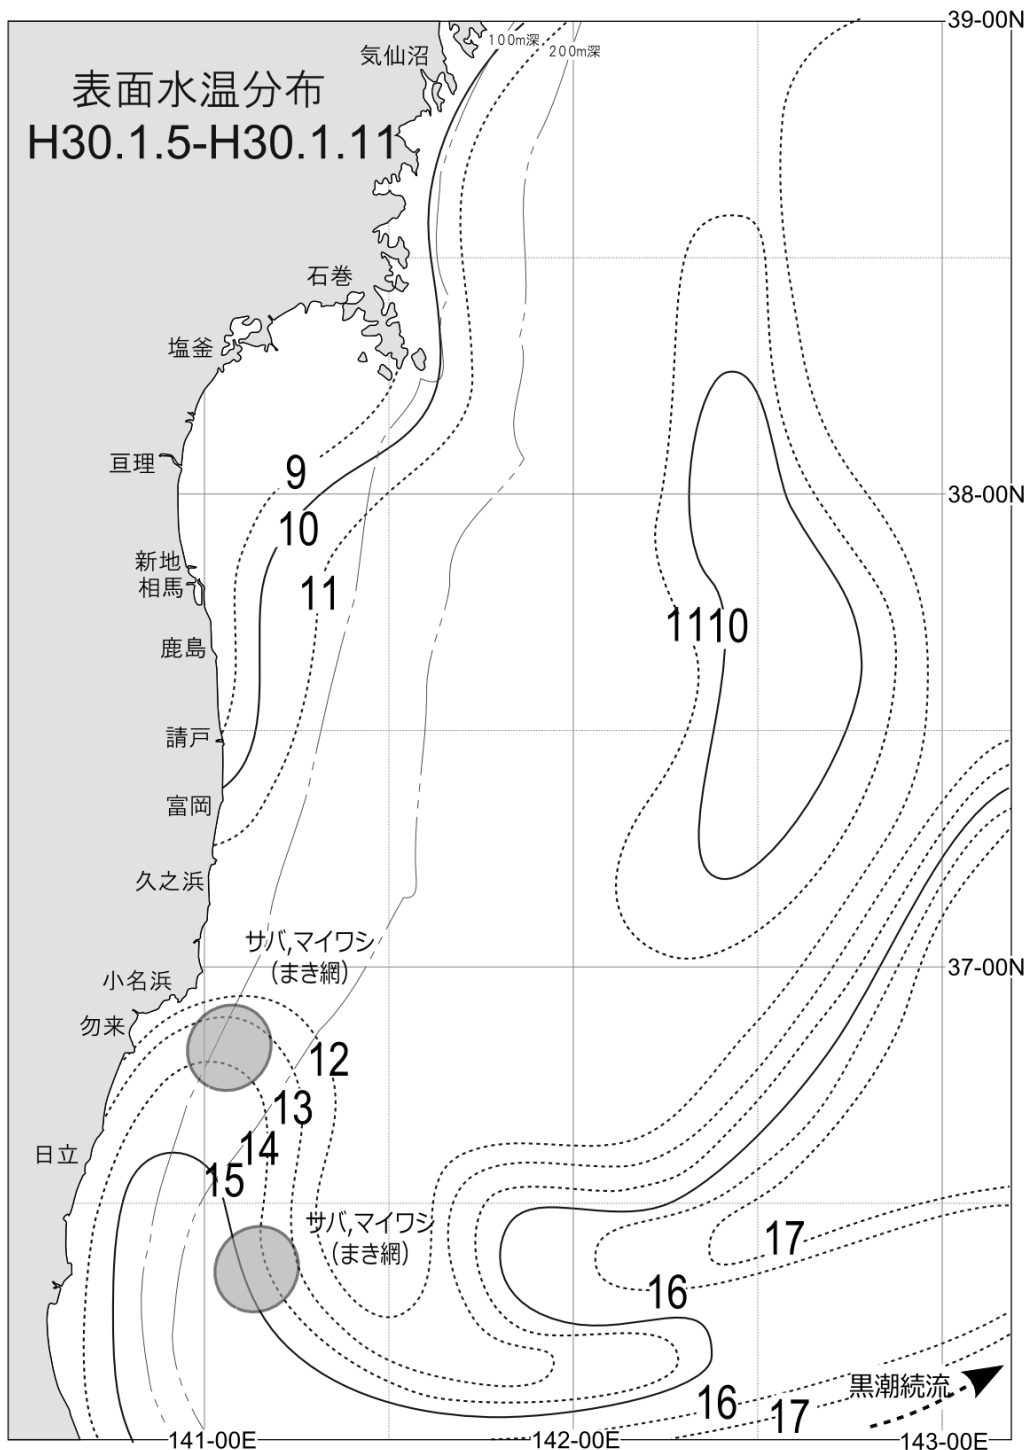 39-00N
100m深
200m深
気仙沼
表面水温分布
H30.1.5-H30.1.11
石巻
塩釜
亘理
9
38-00N
10
新地
相馬
11
11
10
鹿島
請戸
富岡
久之浜
サバ,マイワシ
(まき網)
37-00N
小名浜
勿来
12
13
14
日立
15
サバ,マイワシ
(まき網)
17
16
黒潮続流
16
17
141-00E
142-00E
143-00E